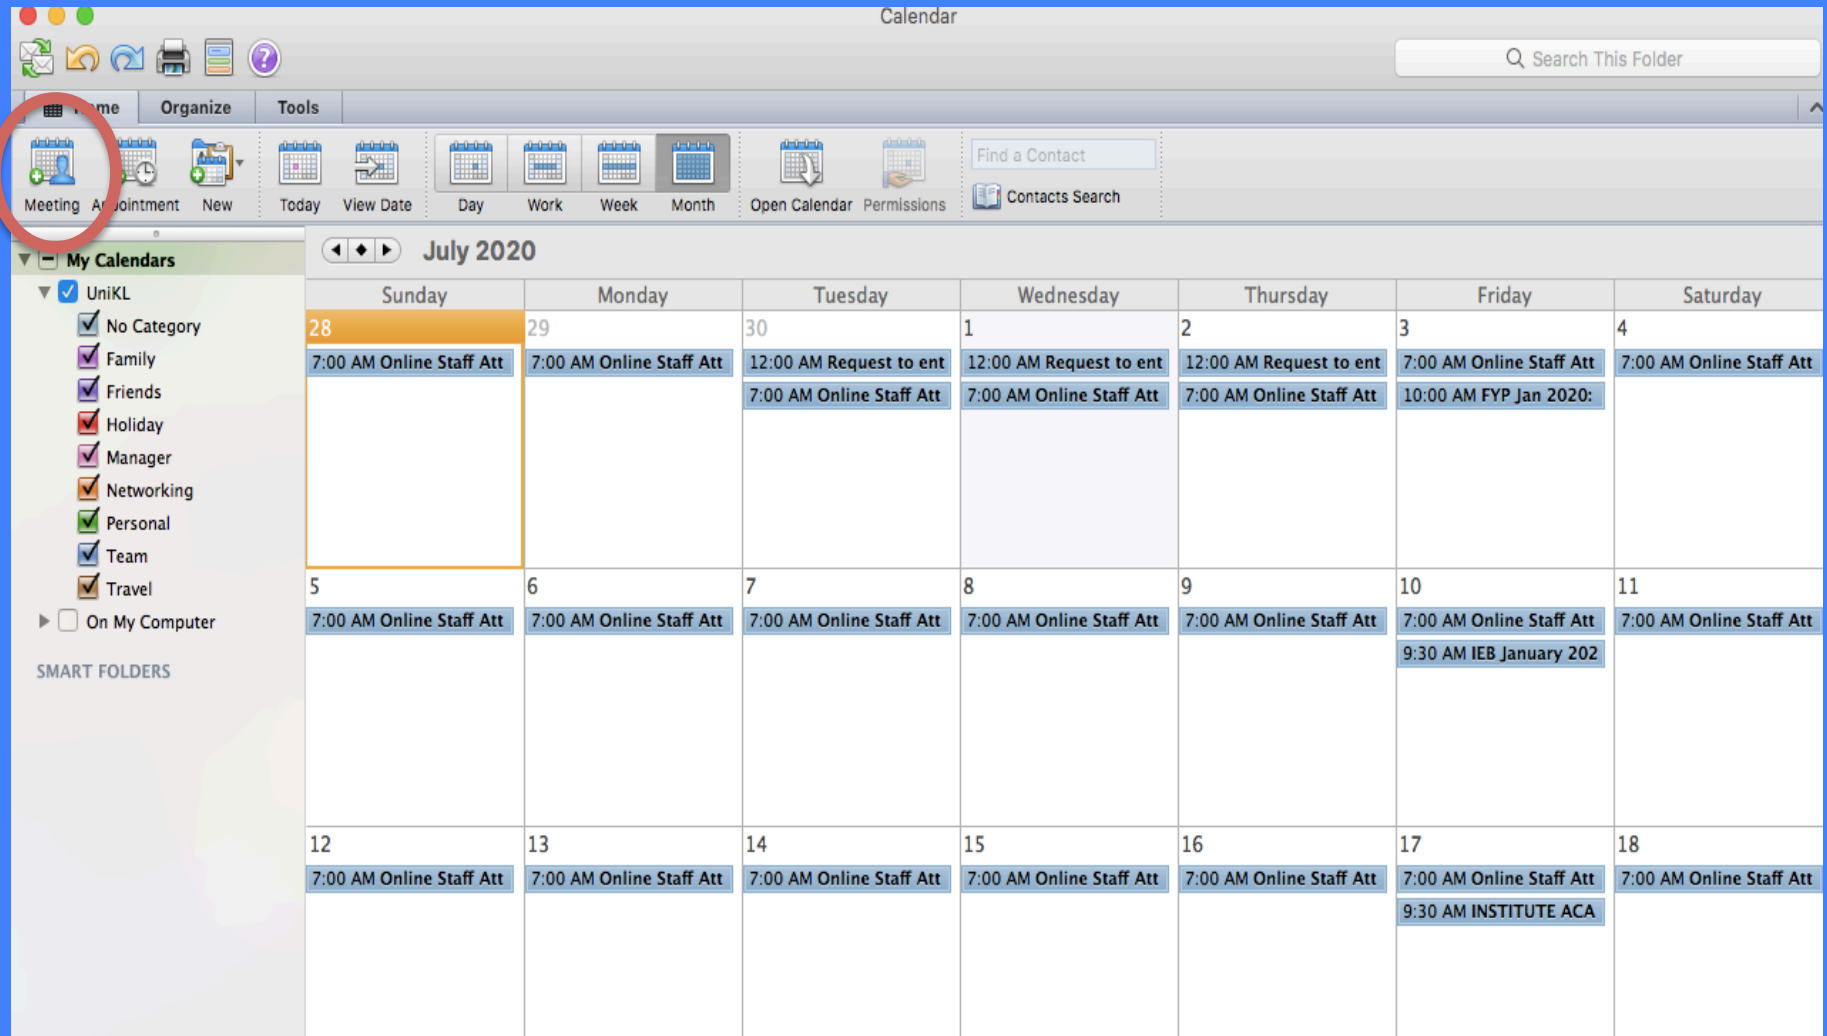 Calendar
?
Search This Folder
Home Organize Tools
Meeting Appointment New Today View Date Day Work Week Month Open Calendar Permissions
Find a Contact
Contacts Search
My Calendars
UniKL
No Category
Family
Friends
Holiday
Manager
Networking
Personal
Team
Travel
On My Computer
SMART FOLDERS
July 2020
Sunday Monday Tuesday Wednesday Thursday Friday Saturday
28 29 30 1 2 3 4
7:00 AM Online Staff Att 7:00 AM Online Staff Att 12:00 AM Request to ent 12:00 AM Request to ent 12:00 AM Request to ent 7:00 AM Online Staff Att 7:00 AM Online Staff Att
7:00 AM Online Staff Att 7:00 AM Online Staff Att 7:00 AM Online Staff Att 10:00 AM FYP Jan 2020:
5 6 7 8 9 10 11
7:00 AM Online Staff Att 7:00 AM Online Staff Att 7:00 AM Online Staff Att 7:00 AM Online Staff Att 7:00 AM Online Staff Att 7:00 AM Online Staff Att 7:00 AM Online Staff Att
9:30 AM IEB January 202
12 13 14 15 16 17 18
7:00 AM Online Staff Att 7:00 AM Online Staff Att 7:00 AM Online Staff Att 7:00 AM Online Staff Att 7:00 AM Online Staff Att 7:00 AM Online Staff Att 7:00 AM Online Staff Att
9:30 AM INSTITUTE ACA